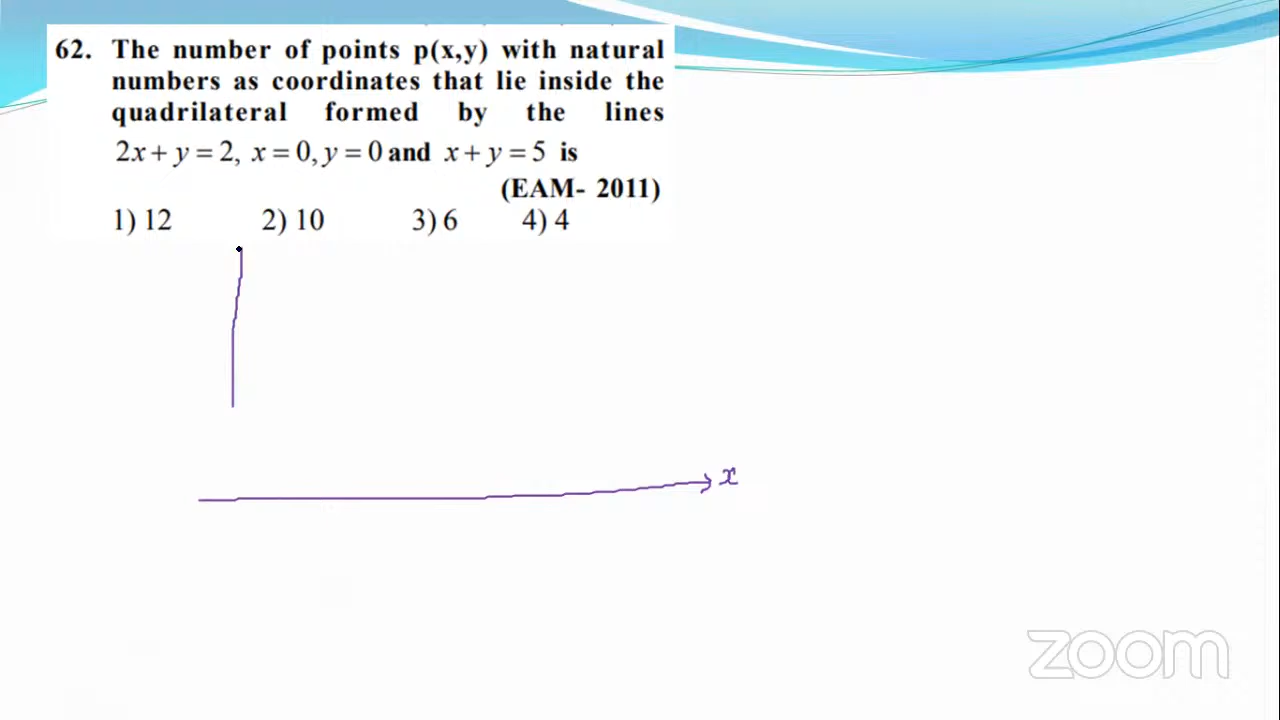 62. The number of points p(x,y) with natural
numbers as coordinates that lie inside the
quadrilateral formed by the lines
2x + y = 2, x = 0, y = 0 and x + y = 5 is
(EAM- 2011)
1) 12 2) 10 3) 6 4) 4
x
zoom